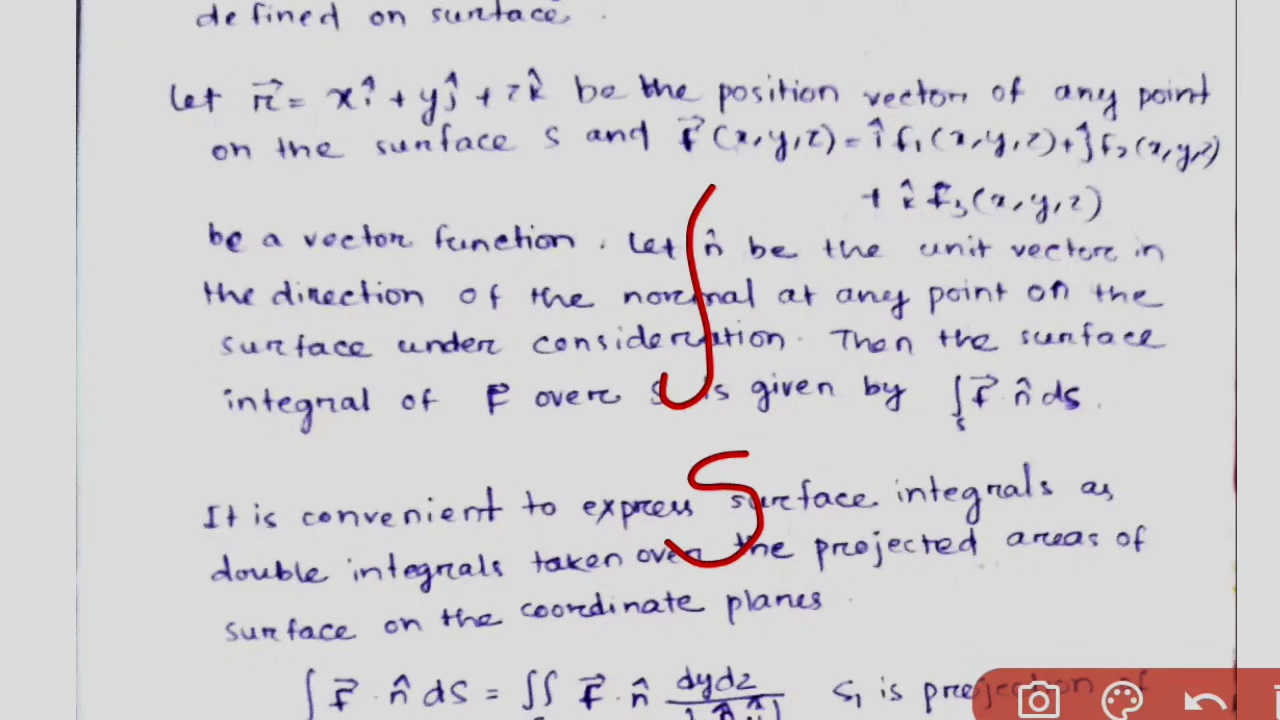 defined on surface.
Let r⃗ = xî + yĵ + zk̂ be the position vector of any point
on the surface S and F⃗(x,y,z) = î f₁(x,y,z) + ĵ f₂(x,y,z)
+ k̂ f₃(x,y,z)
be a vector function. Let n̂ be the unit vector in
the direction of the normal at any point on the
surface under consideration. Then the surface
integral of F over S is given by ∫ₛ F⃗ n̂ ds.
∫
S
It is convenient to express surface integrals as
double integrals taken over the projected areas of
surface on the coordinate planes
∫ F⃗ . n̂ ds = ∫∫ F⃗ . n̂ dydz S₁ is projection of